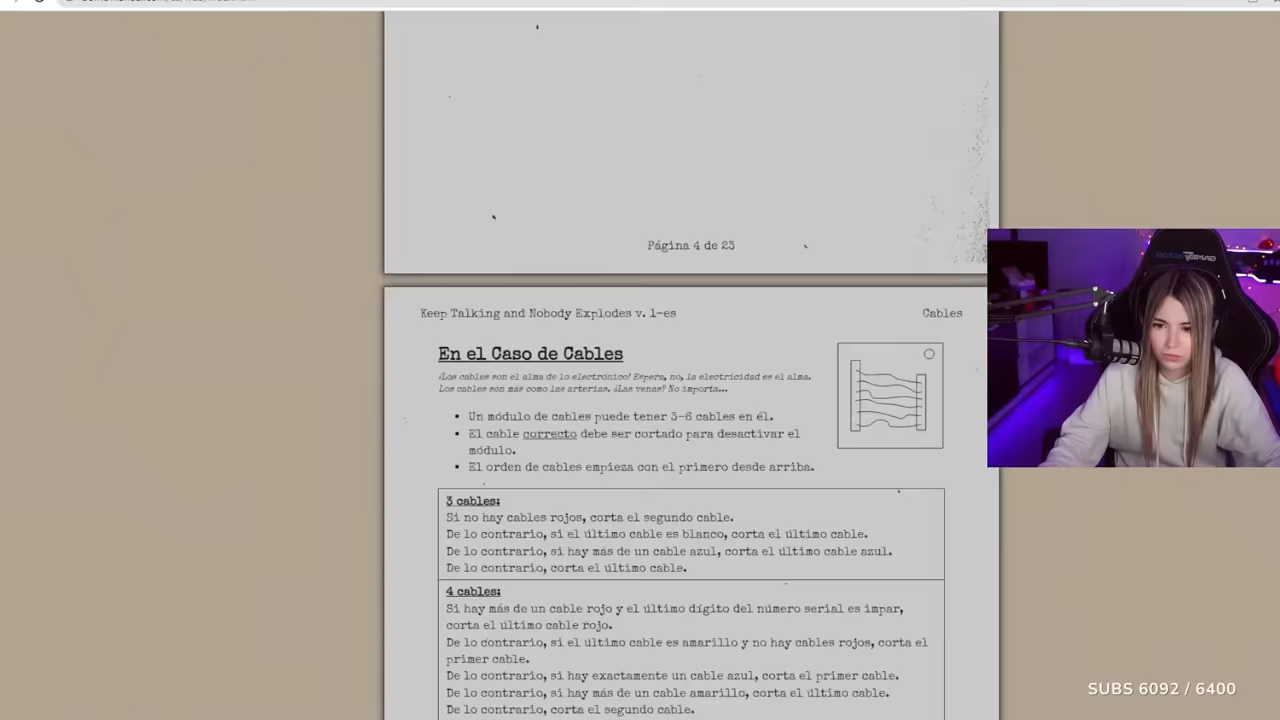 Página 4 de 23
Keep Talking and Nobody Explodes v. 1-es
Cables
En el Caso de Cables
¡Los cables son el alma de lo electrónico! Espera, no, la electricidad es el alma.
Los cables son más como las arterias. ¿Las venas? No importa...
• Un módulo de cables puede tener 3-6 cables en él.
• El cable correcto debe ser cortado para desactivar el
módulo.
• El orden de cables empieza con el primero desde arriba.
3 cables:
Si no hay cables rojos, corta el segundo cable.
De lo contrario, si el último cable es blanco, corta el último cable.
De lo contrario, si hay más de un cable azul, corta el último cable azul.
De lo contrario, corta el último cable.
4 cables:
Si hay más de un cable rojo y el último dígito del número serial es impar,
corta el último cable rojo.
De lo contrario, si el último cable es amarillo y no hay cables rojos, corta el
primer cable.
De lo contrario, si hay exactamente un cable azul, corta el primer cable.
De lo contrario, si hay más de un cable amarillo, corta el último cable.
De lo contrario, corta el segundo cable.
SUBS 6092 / 6400